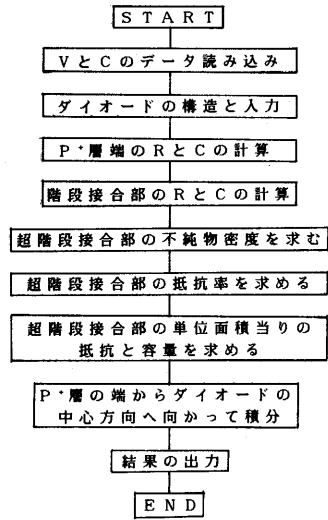 START
VとCのデータ読み込み
ダイオードの構造と入力
P⁺層端のRとCの計算
階段接合部のRとCの計算
超階段接合部の不純物密度を求む
超階段接合部の抵抗率を求める
超階段接合部の単位面積当りの
抵抗と容量を求める
P⁺層の端からダイオードの
中心方向へ向かって積分
結果の出力
END